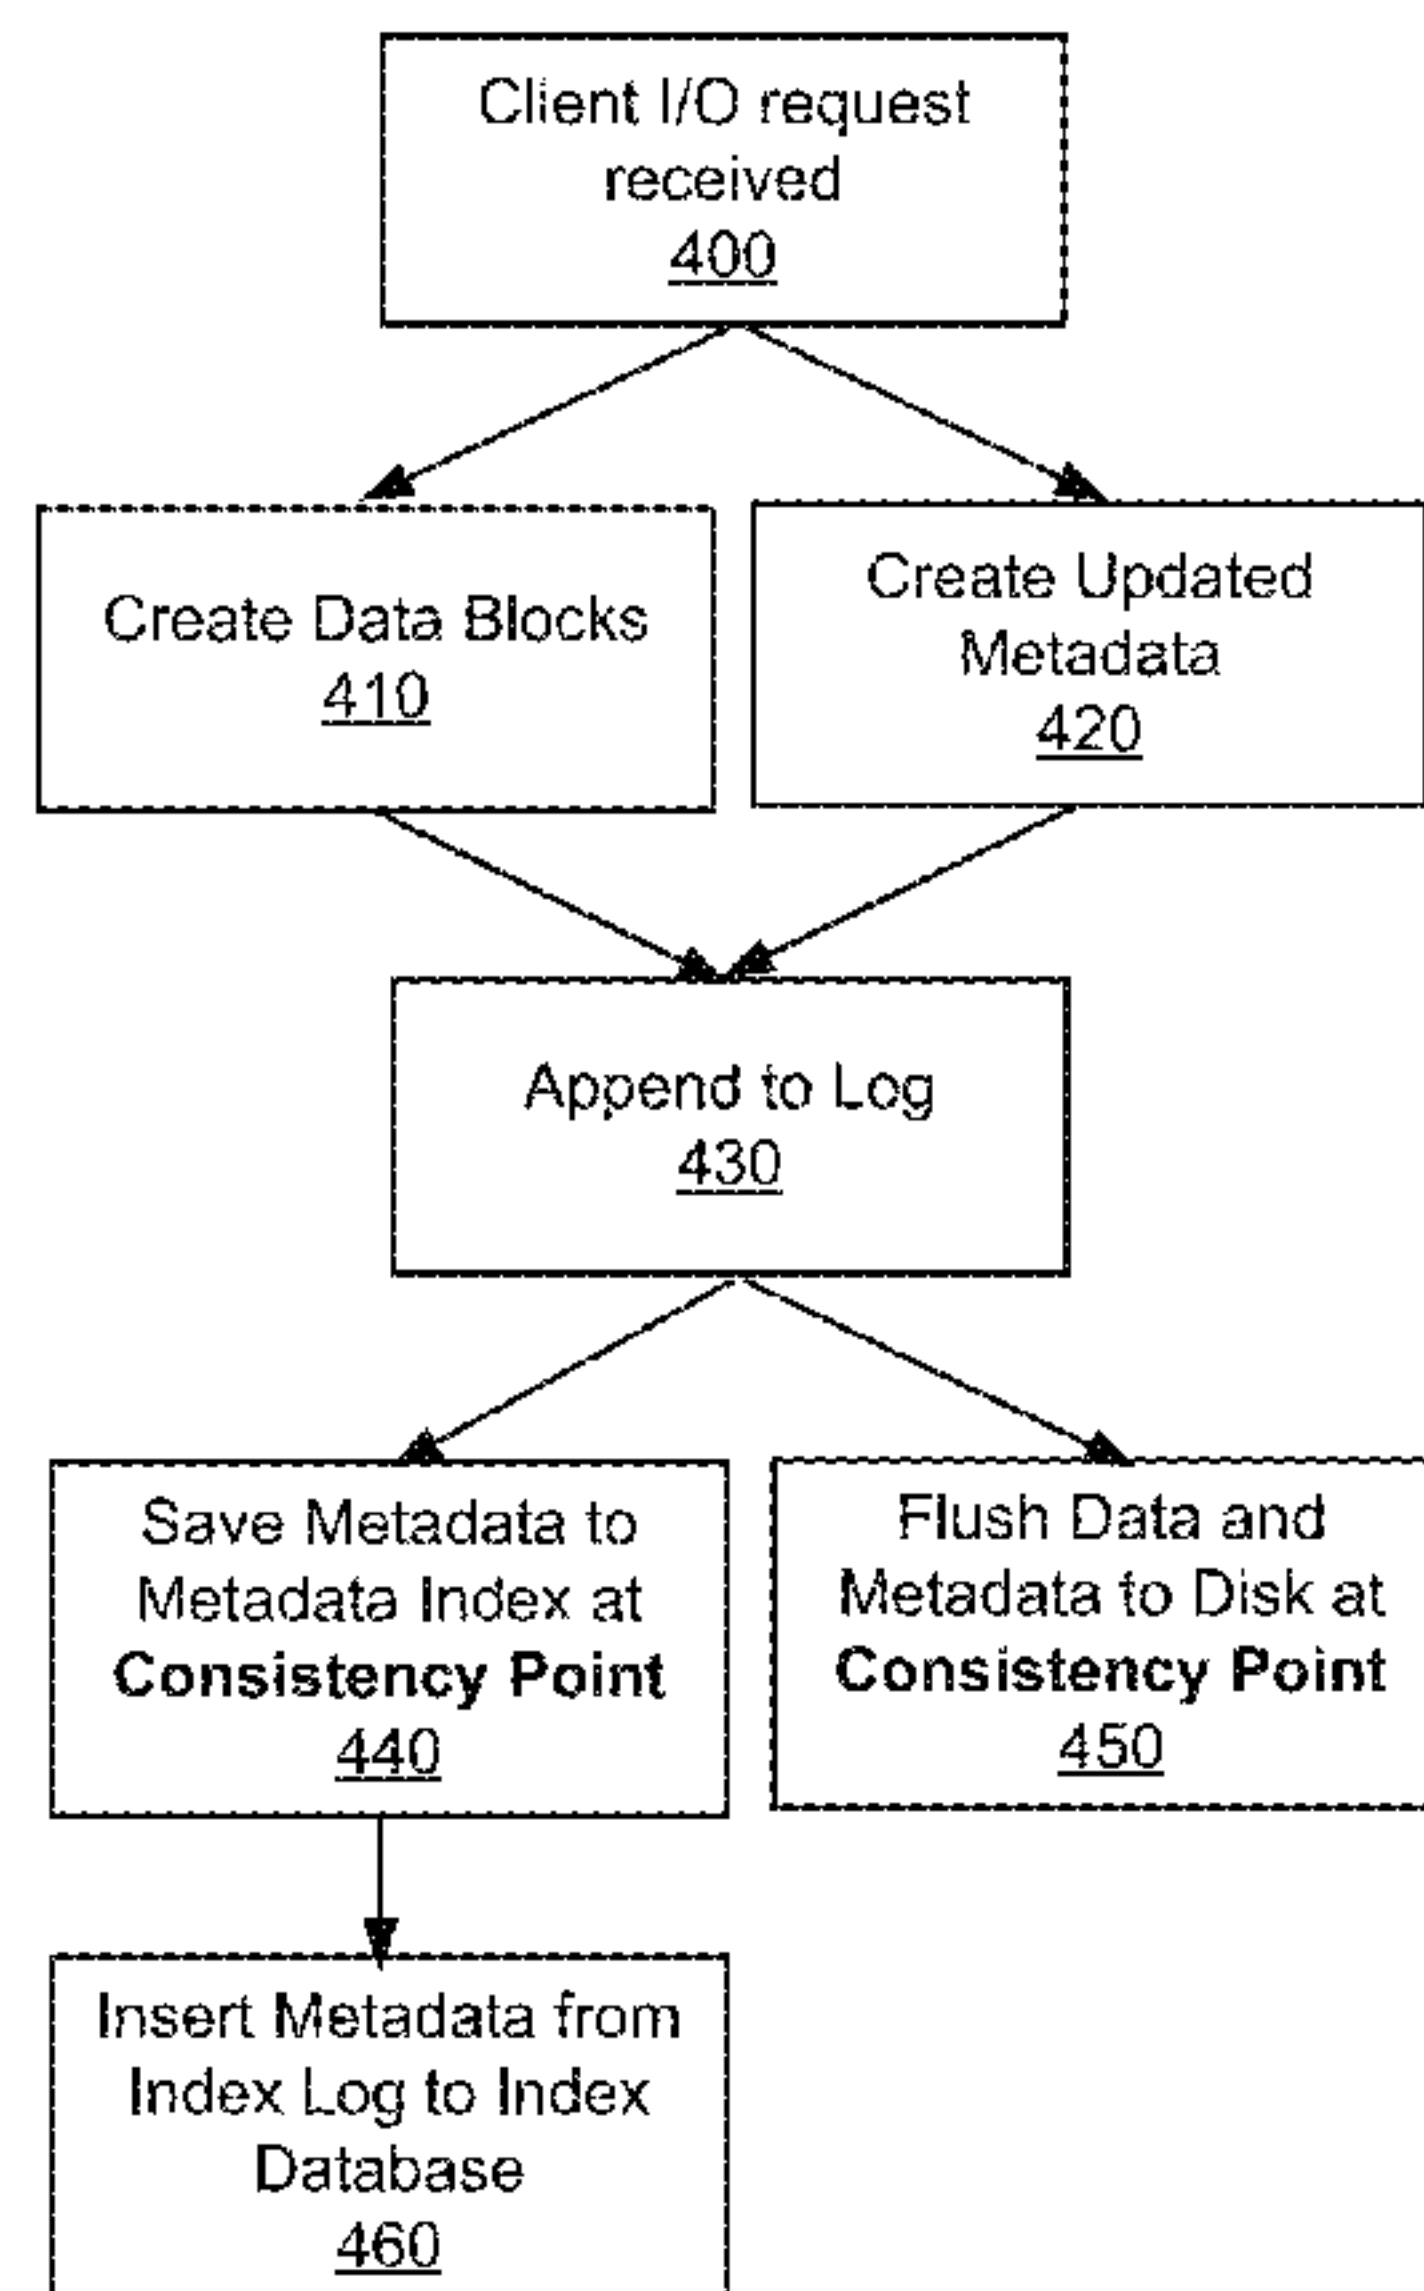 Client I/O request
received
400
Create Data Blocks
410
Create Updated
Metadata
420
Append to Log
430
Save Metadata to
Metadata Index at
Consistency Point
440
Flush Data and
Metadata to Disk at
Consistency Point
450
Insert Metadata from
Index Log to Index
Database
460